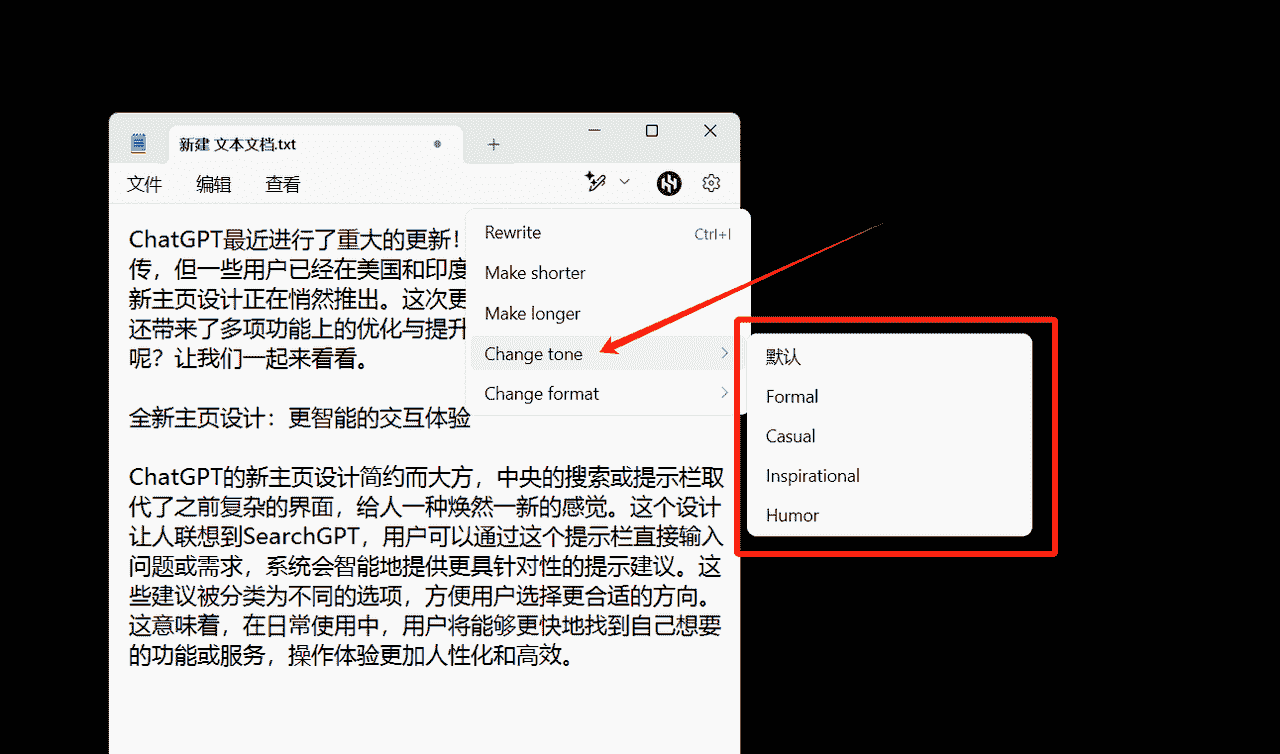 新建 文本文档.txt
文件 编辑 查看
Rewrite Ctrl+I
Make shorter
Make longer
Change tone
Change format
默认
Formal
Casual
Inspirational
Humor
ChatGPT最近进行了重大的更新！
传，但一些用户已经在美国和印度
新主页设计正在悄然推出。这次更
还带来了多项功能上的优化与提升
呢？让我们一起来看看。
全新主页设计：更智能的交互体验
ChatGPT的新主页设计简约而大方，中央的搜索或提示栏取
代了之前复杂的界面，给人一种焕然一新的感觉。这个设计
让人联想到SearchGPT，用户可以通过这个提示栏直接输入
问题或需求，系统会智能地提供更具针对性的提示建议。这
些建议被分类为不同的选项，方便用户选择更合适的方向。
这意味着，在日常使用中，用户将能够更快地找到自己想要
的功能或服务，操作体验更加人性化和高效。